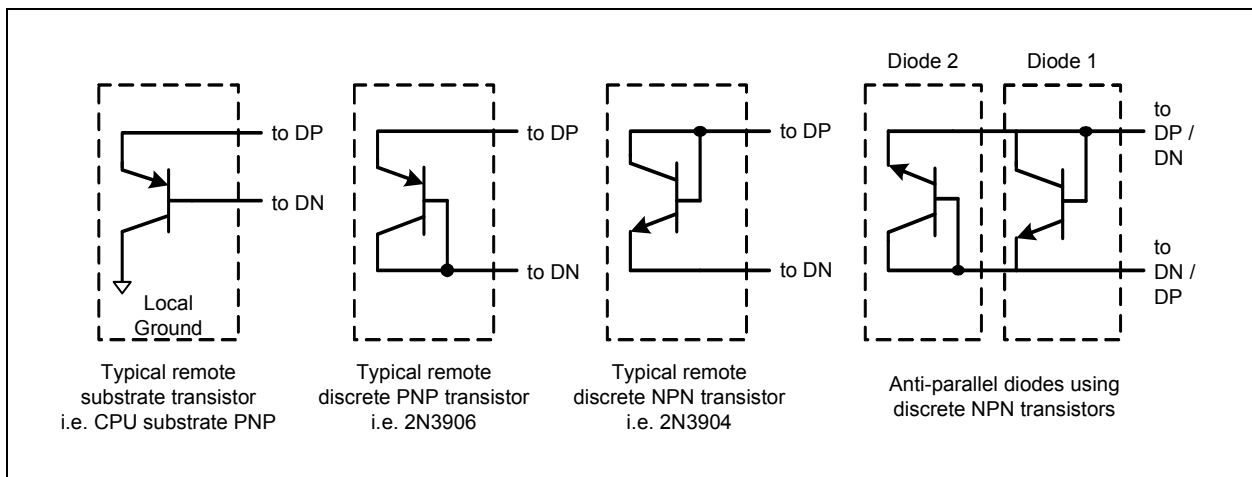 Diode 2
Diode 1
to DP
to DN
Local
Ground
Typical remote
substrate transistor
i.e. CPU substrate PNP
to DP
to DN
Typical remote
discrete PNP transistor
i.e. 2N3906
to DP
to DN
Typical remote
discrete NPN transistor
i.e. 2N3904
to
DP /
DN
to
DN /
DP
Anti-parallel diodes using
discrete NPN transistors